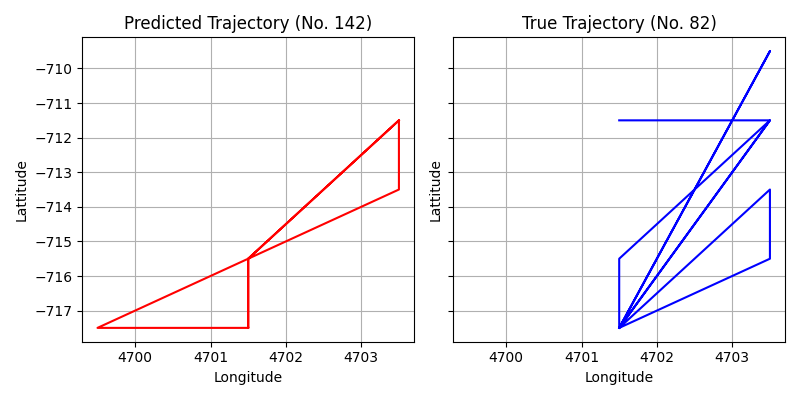 Predicted Trajectory (No. 142)
True Trajectory (No. 82)
Lattitude
−710
−711
−712
−713
−714
−715
−716
−717
4700
4701
4702
4703
Longitude
Lattitude
4700
4701
4702
4703
Longitude